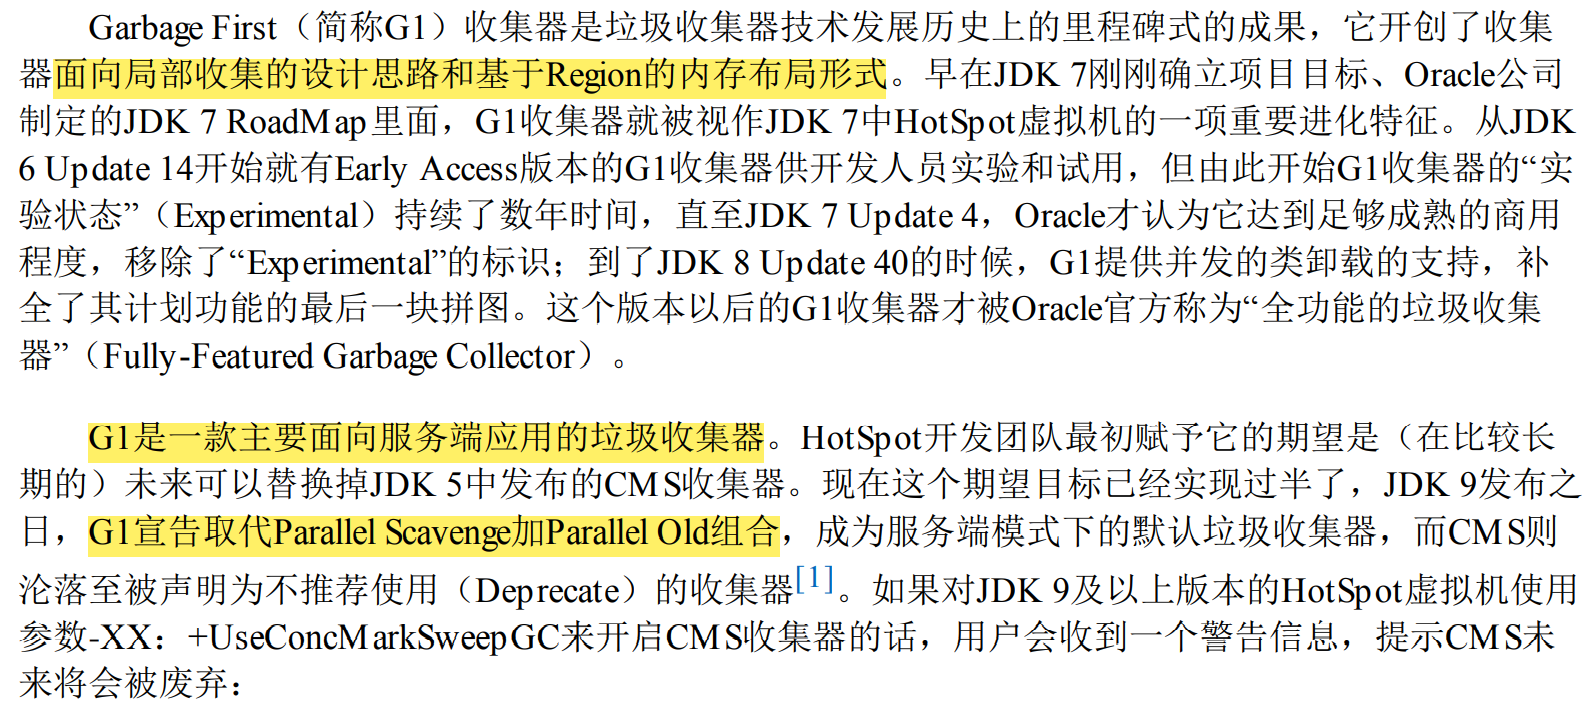 Garbage First（简称G1）收集器是垃圾收集器技术发展历史上的里程碑式的成果，它开创了收集
器面向局部收集的设计思路和基于Region的内存布局形式。早在JDK 7刚刚确立项目目标、Oracle公司
制定的JDK 7 RoadMap里面，G1收集器就被视作JDK 7中HotSpot虚拟机的一项重要进化特征。从JDK
6 Update 14开始就有Early Access版本的G1收集器供开发人员实验和试用，但由此开始G1收集器的“实
验状态”（Experimental）持续了数年时间，直至JDK 7 Update 4，Oracle才认为它达到足够成熟的商用
程度，移除了“Experimental”的标识；到了JDK 8 Update 40的时候，G1提供并发的类卸载的支持，补
全了其计划功能的最后一块拼图。这个版本以后的G1收集器才被Oracle官方称为“全功能的垃圾收集
器”（Fully-Featured Garbage Collector）。
G1是一款主要面向服务端应用的垃圾收集器。HotSpot开发团队最初赋予它的期望是（在比较长
期的）未来可以替换掉JDK 5中发布的CMS收集器。现在这个期望目标已经实现过半了，JDK 9发布之
日，G1宣告取代Parallel Scavenge加Parallel Old组合，成为服务端模式下的默认垃圾收集器，而CMS则
沦落至被声明为不推荐使用（Deprecate）的收集器[1]。如果对JDK 9及以上版本的HotSpot虚拟机使用
参数-XX：+UseConcMarkSweepGC来开启CMS收集器的话，用户会收到一个警告信息，提示CMS未
来将会被废弃：